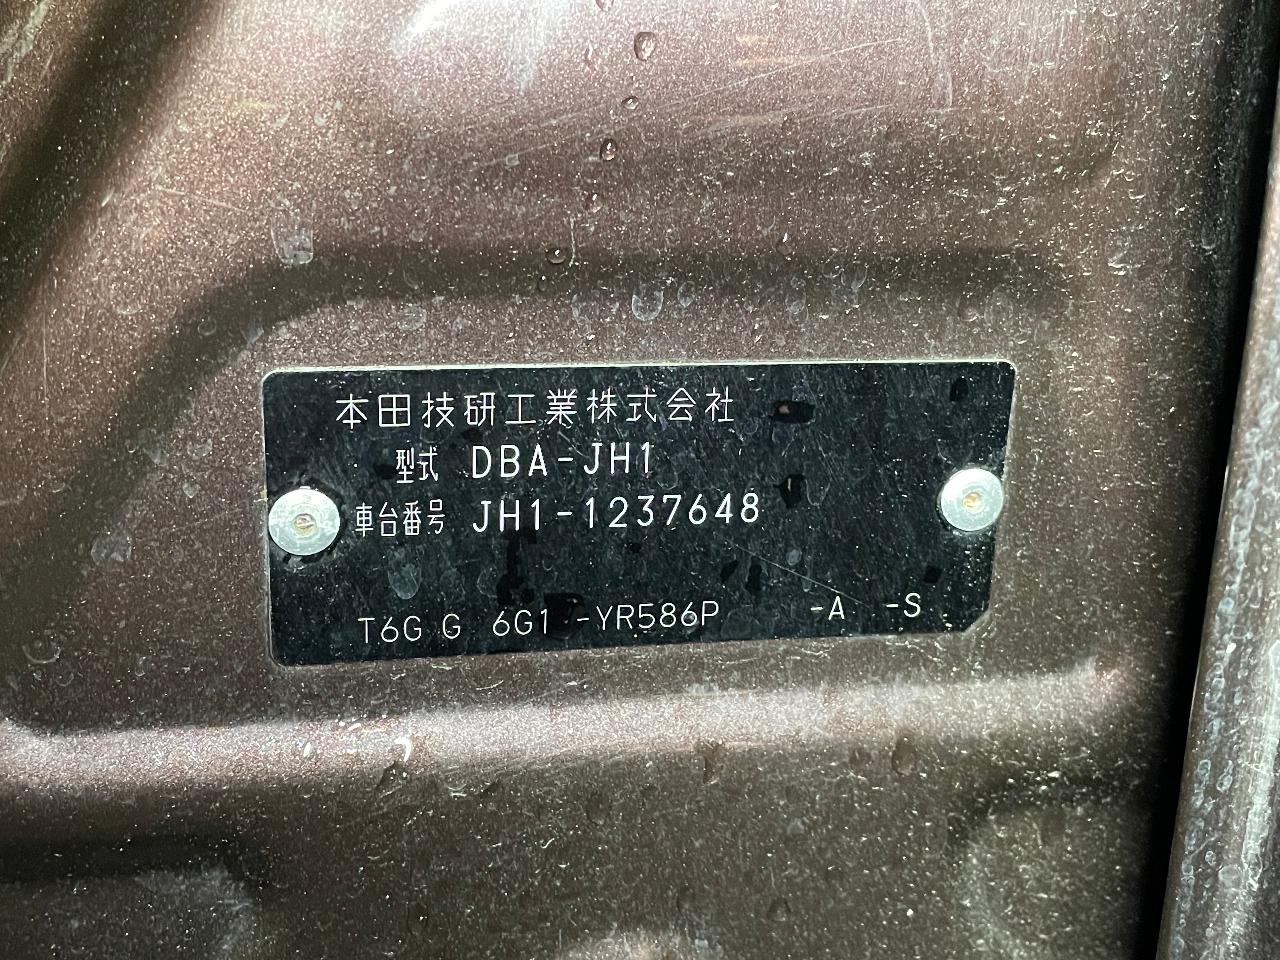 本田技研工業株式会社
型式 DBA-JH1
車台番号 JH1-1237648
T6G G 6G1 -YR586P -A -S